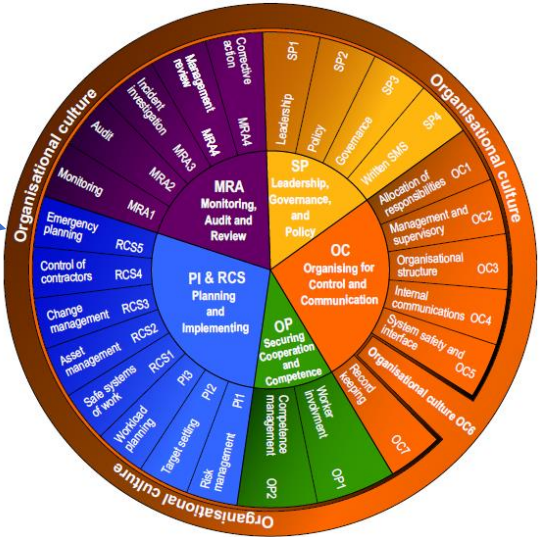 Organisational culture
Organisational culture
Organisational culture
SP
Leadership,
Governance,
and
Policy
SP1
Leadership
SP2
Policy
SP3
Governance
SP4
Written SMS
OC
Organising for
Control and
Communication
Allocation of
responsibilities
OC1
Management and
supervisory
OC2
Organisational
structure
OC3
Internal
communications
OC4
System safety and
interface
OC5
Organisational culture OC6
Record
keeping
OC7
OP
Securing
Cooperation
and
Competence
Worker
involvment
OP1
Competence
management
OP2
PI & RCS
Planning
and
Implementing
PI1
Risk
management
PI2
Target setting
PI3
Workload
planning
RCS1
Safe systems
of work
RCS2
Asset
management
RCS3
Change
management
RCS4
Control of
contractors
RCS5
Emergency
planning
MRA
Monitoring,
Audit and
Review
MRA1
Monitoring
MRA2
Audit
MRA3
Incident
investigation
MRA4
Management
review
MRA4
Corrective
action